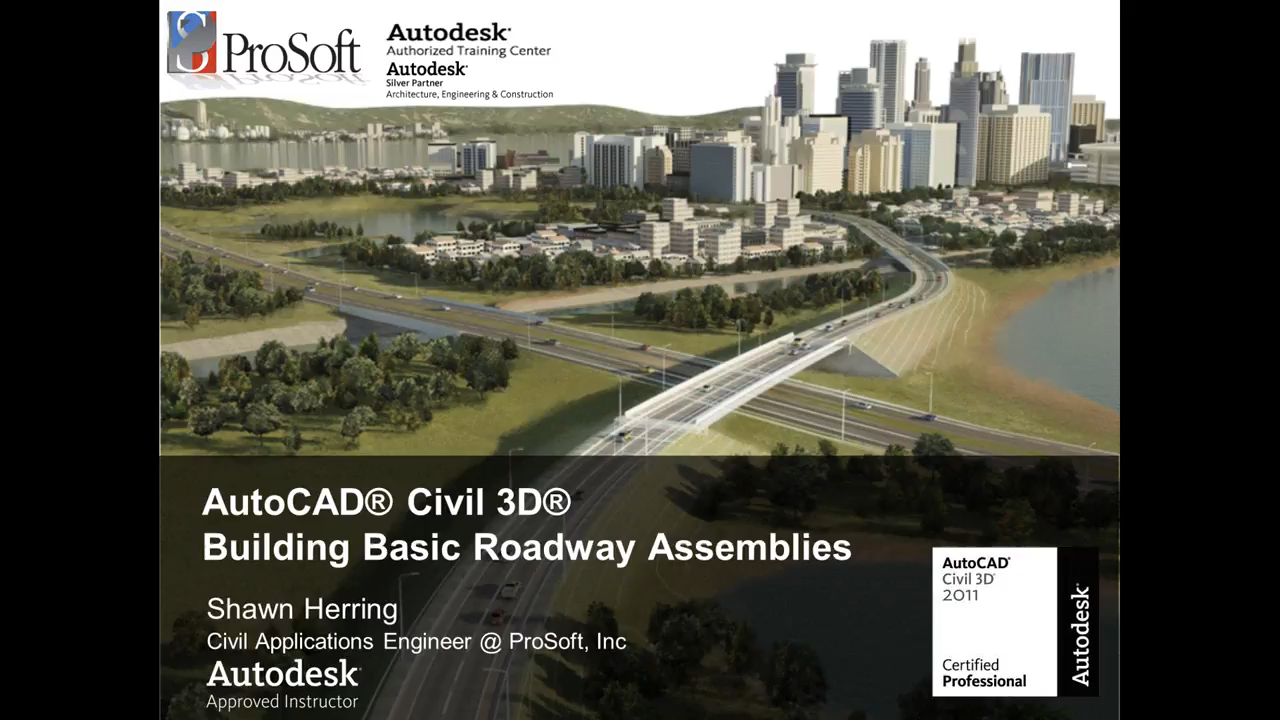 ProSoft
Autodesk®
Authorized Training Center
Autodesk®
Silver Partner
Architecture, Engineering & Construction
AutoCAD® Civil 3D®
Building Basic Roadway Assemblies
Shawn Herring
Civil Applications Engineer @ ProSoft, Inc
Autodesk®
Approved Instructor
AutoCAD®
Civil 3D®
2011
Certified
Professional
Autodesk®